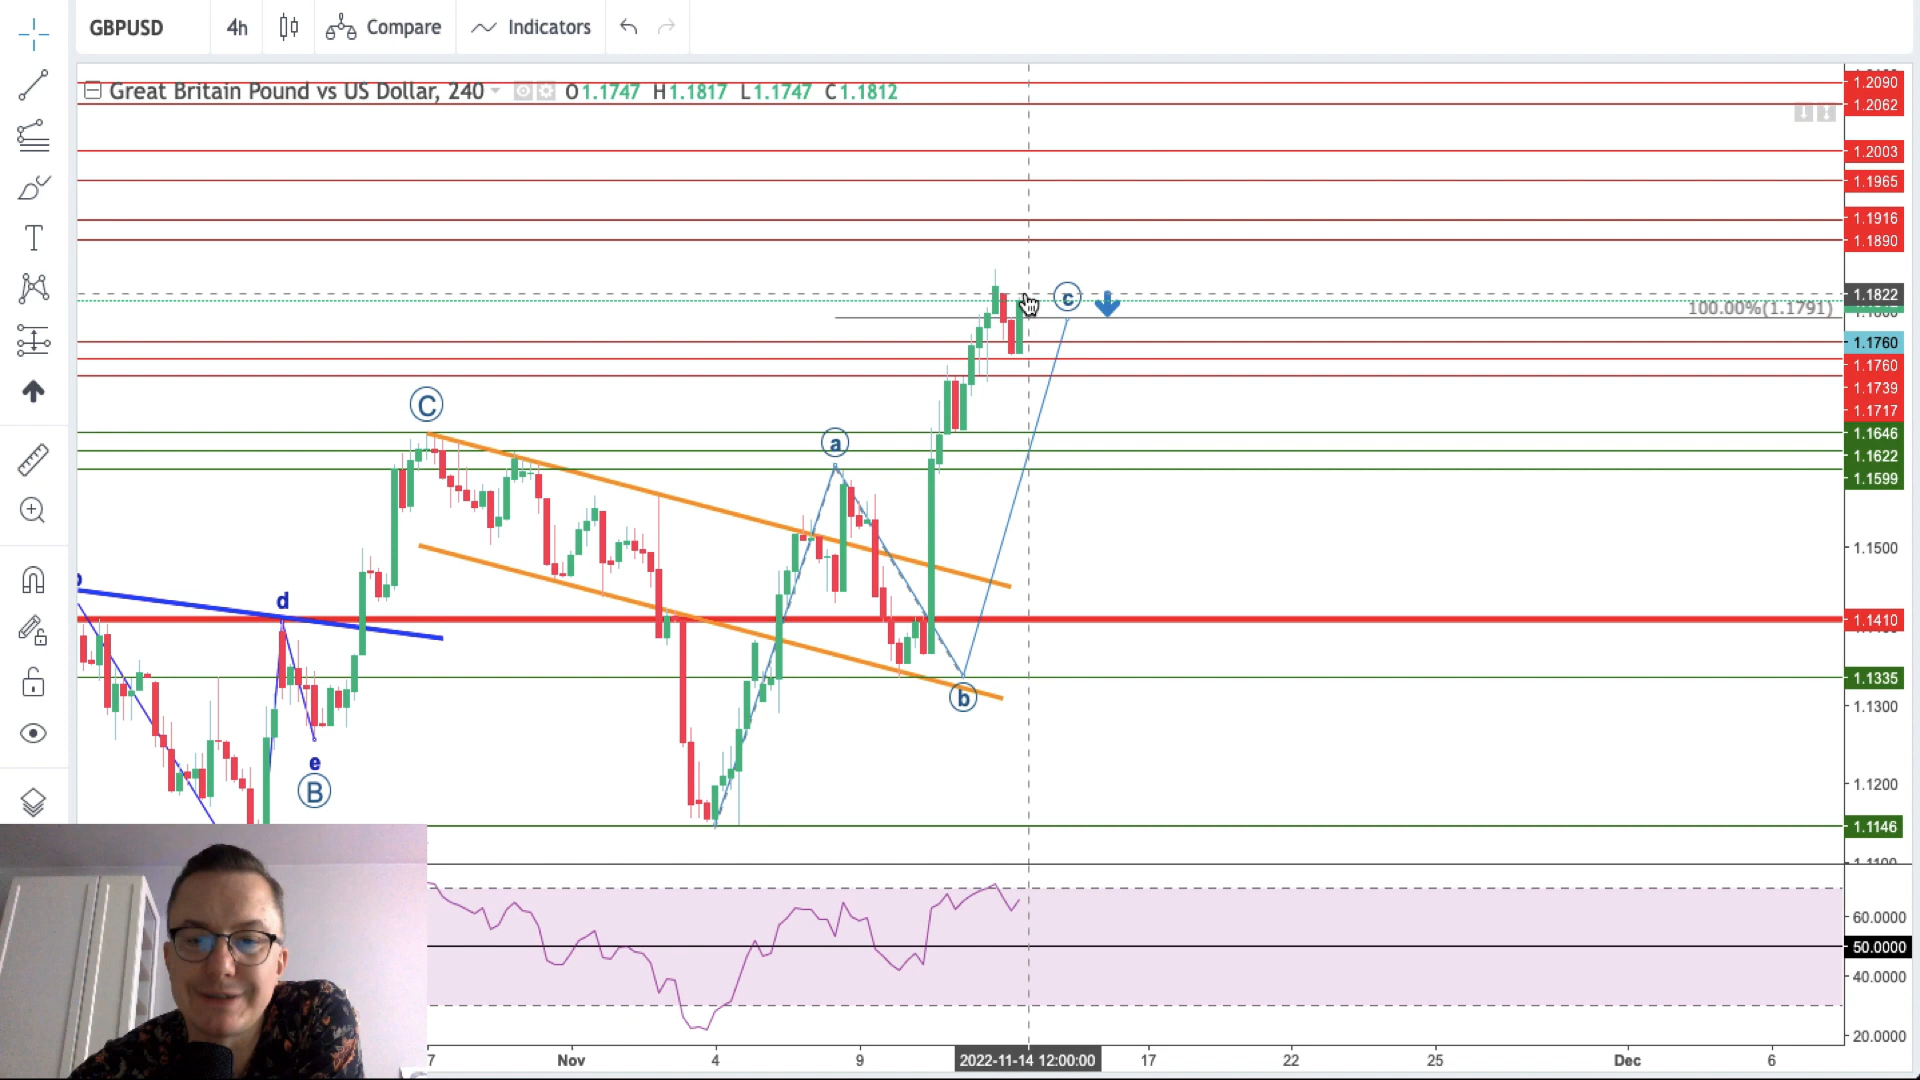 GBPUSD 4h Compare Indicators
Great Britain Pound vs US Dollar, 240 O1.1747 H1.1817 L1.1747 C1.1812
1.2090
1.2062
1.2003
1.1965
1.1916
1.1890
1.1822
c
100.00%(1.1791)
1.1760
1.1760
1.1739
1.1717
C
1.1646
a
1.1622
1.1599
1.1500
d
1.1410
1.1335
b
1.1300
e
B
1.1200
1.1146
60.0000
50.0000
40.0000
20.0000
7 Nov 4 9 2022-11-14 12:00:00 17 22 25 Dec 6